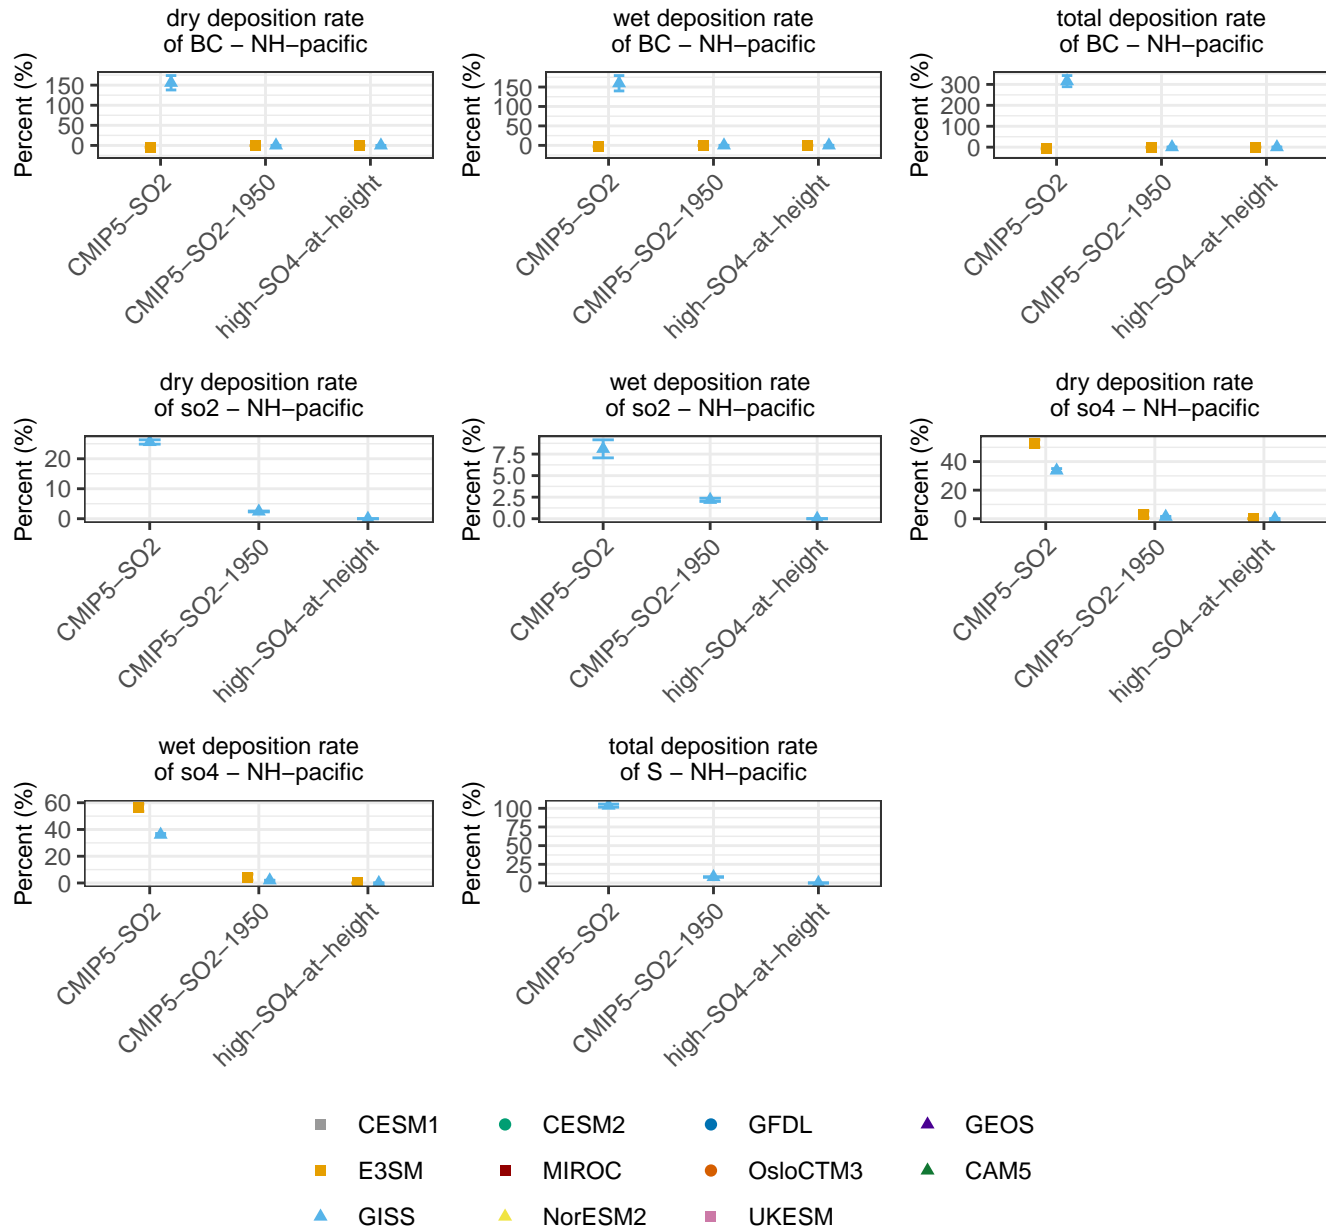 dry deposition rate
of BC − NH−pacific
Percent (%)
150
100
50
0
CMIP5−SO2
CMIP5−SO2−1950
high−SO4−at−height
wet deposition rate
of BC − NH−pacific
Percent (%)
150
100
50
0
CMIP5−SO2
CMIP5−SO2−1950
high−SO4−at−height
total deposition rate
of BC − NH−pacific
Percent (%)
300
200
100
0
CMIP5−SO2
CMIP5−SO2−1950
high−SO4−at−height
dry deposition rate
of so2 − NH−pacific
Percent (%)
20
10
0
CMIP5−SO2
CMIP5−SO2−1950
high−SO4−at−height
wet deposition rate
of so2 − NH−pacific
Percent (%)
7.5
5.0
2.5
0.0
CMIP5−SO2
CMIP5−SO2−1950
high−SO4−at−height
dry deposition rate
of so4 − NH−pacific
Percent (%)
40
20
0
CMIP5−SO2
CMIP5−SO2−1950
high−SO4−at−height
wet deposition rate
of so4 − NH−pacific
Percent (%)
60
40
20
0
CMIP5−SO2
CMIP5−SO2−1950
high−SO4−at−height
total deposition rate
of S − NH−pacific
Percent (%)
100
75
50
25
0
CMIP5−SO2
CMIP5−SO2−1950
high−SO4−at−height
CESM1 CESM2 GFDL GEOS
E3SM MIROC OsloCTM3 CAM5
GISS NorESM2 UKESM